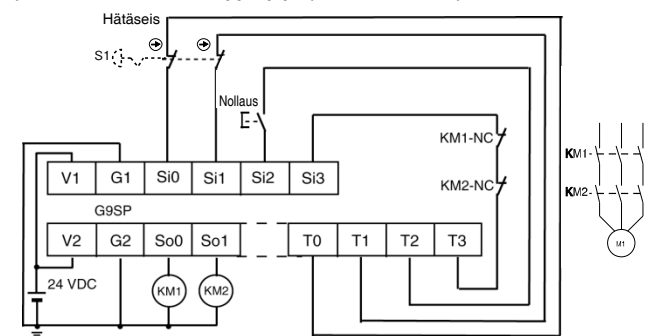 Hätäseis
S1
Nollaus
KM1-NC
KM2-NC
KM1
KM2
M1
V1 G1 Si0 Si1 Si2 Si3
G9SP
V2 G2 So0 So1 T0 T1 T2 T3
24 VDC
KM1 KM2